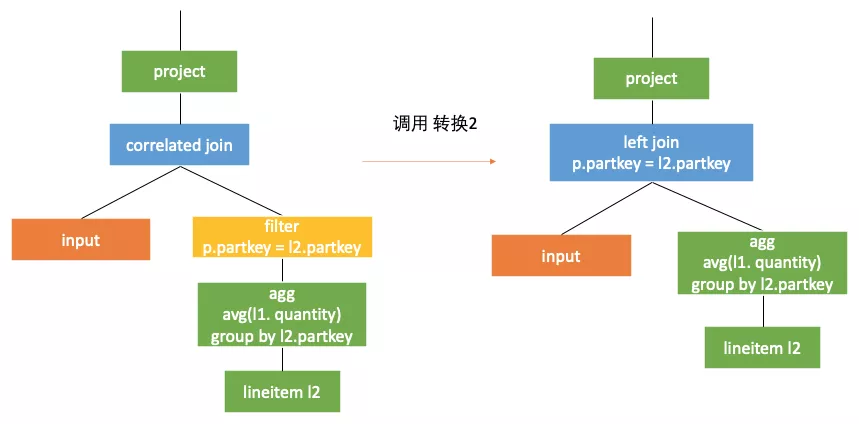 project
correlated join
input
filter
p.partkey = l2.partkey
agg
avg(l1. quantity)
group by l2.partkey
lineitem l2
调用 转换2
project
left join
p.partkey = l2.partkey
input
agg
avg(l1. quantity)
group by l2.partkey
lineitem l2